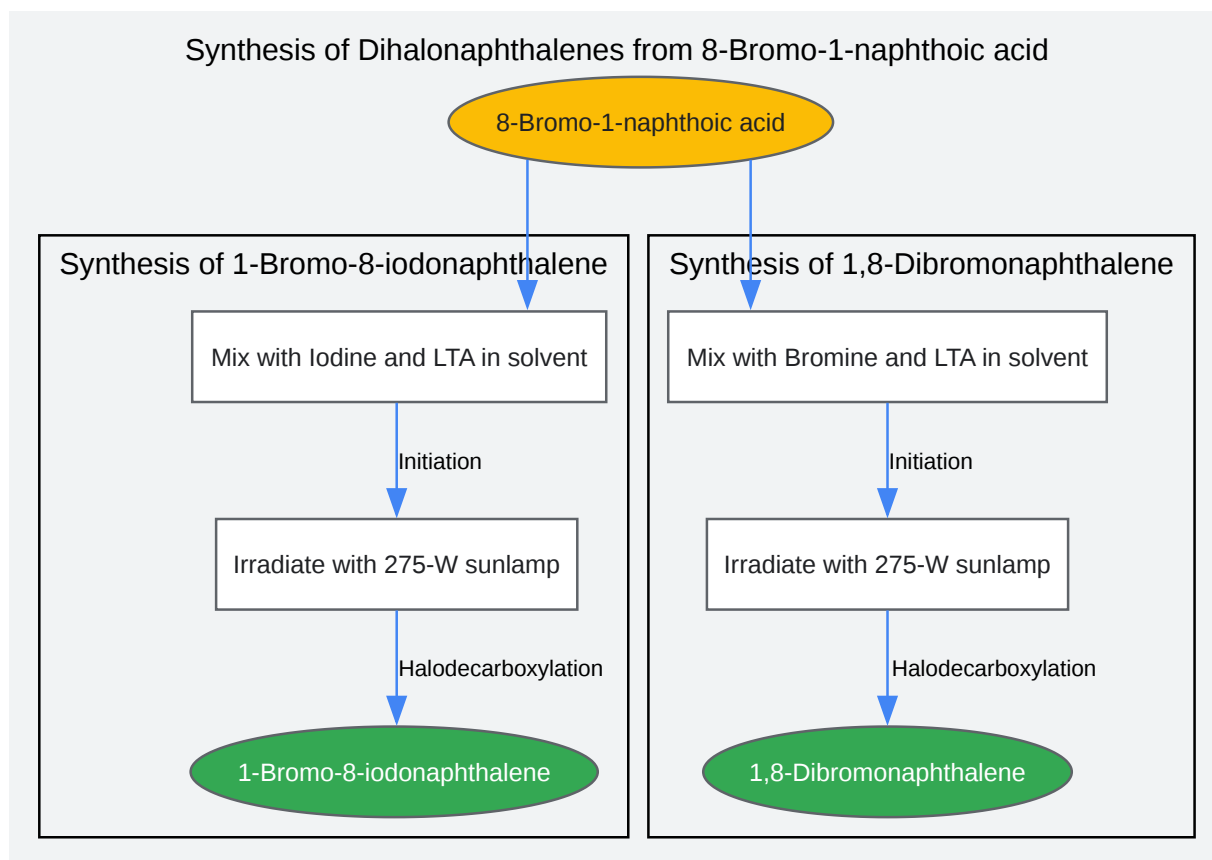 Synthesis of Dihalonaphthalenes from 8-Bromo-1-naphthoic acid
8-Bromo-1-naphthoic acid
Synthesis of 1-Bromo-8-iodonaphthalene
Mix with Iodine and LTA in solvent
Initiation
Irradiate with 275-W sunlamp
Halodecarboxylation
1-Bromo-8-iodonaphthalene
Synthesis of 1,8-Dibromonaphthalene
Mix with Bromine and LTA in solvent
Initiation
Irradiate with 275-W sunlamp
Halodecarboxylation
1,8-Dibromonaphthalene